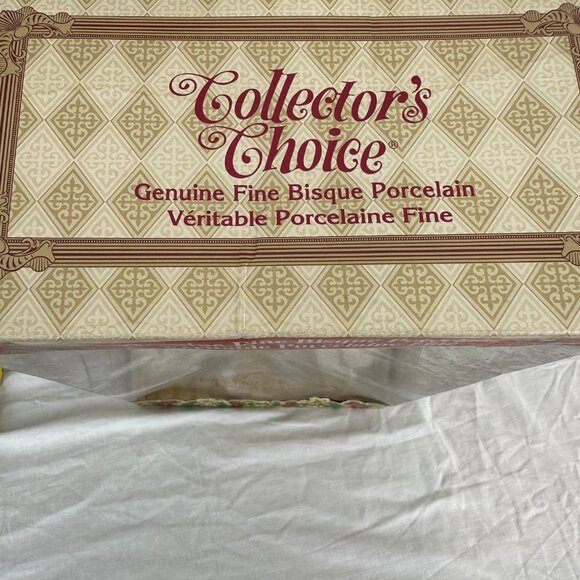 Collector's
Choice®
Genuine Fine Bisque Porcelain
Véritable Porcelaine Fine